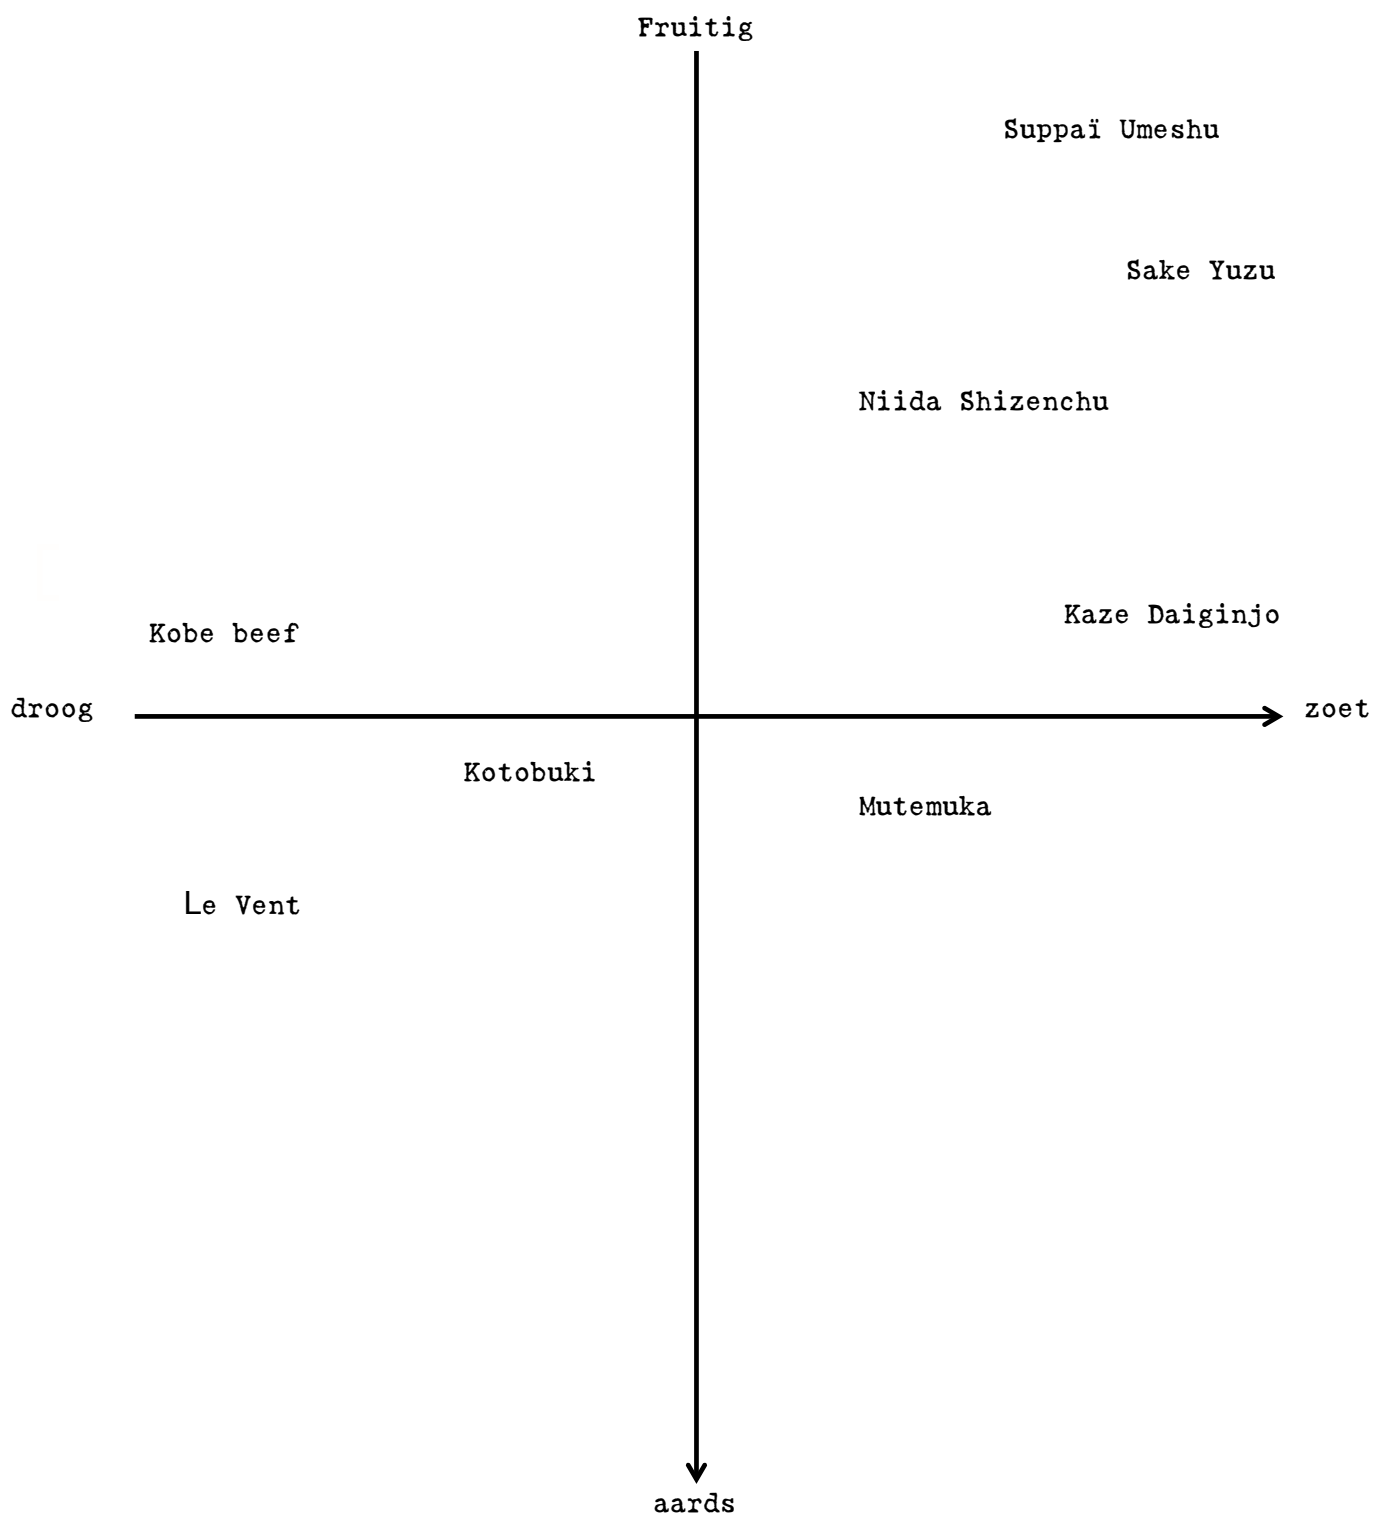 Fruitig
Suppaï Umeshu
Sake Yuzu
Niida Shizenchu
Kaze Daiginjo
Kobe beef
droog
zoet
Kotobuki
Mutemuka
Le Vent
aards